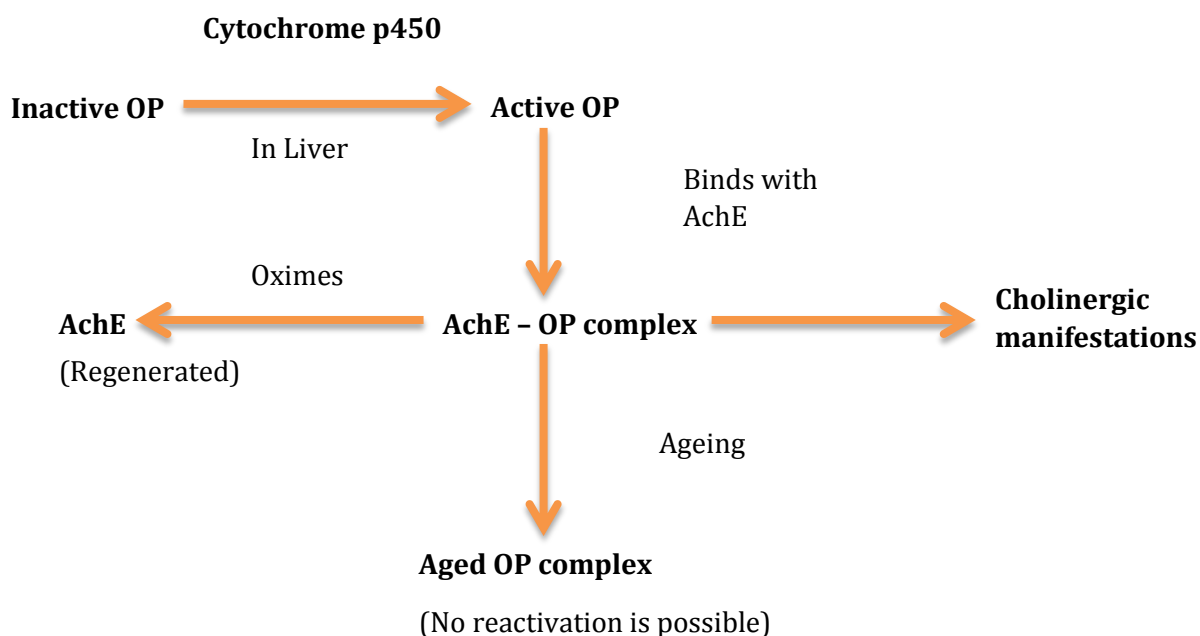 Cytochrome p450
Inactive OP
Active OP
In Liver
Binds with
AchE
Oximes
AchE
AchE – OP complex
Cholinergic
manifestations
(Regenerated)
Ageing
Aged OP complex
(No reactivation is possible)